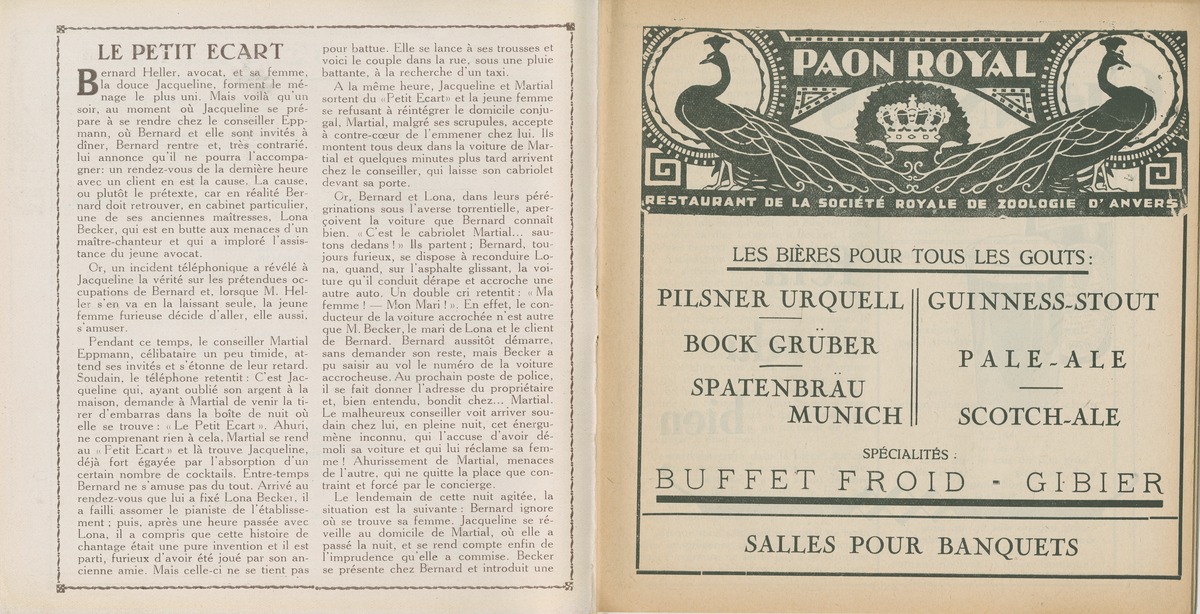 LE PETIT ECART
Bernard Heller, avocat, et sa femme,
la douce Jacqueline, forment le mé-
nage le plus uni. Mais voilà qu'un
soir, au moment où Jacqueline se pré-
pare à se rendre chez le conseiller Epp-
mann, où Bernard et elle sont invités à
dîner, Bernard rentre et, très contrarié,
lui annonce qu'il ne pourra l'accompa-
gner: un rendez-vous de la dernière heure
avec un client en est la cause. La cause,
ou plutôt le prétexte, car en réalité Ber-
nard doit retrouver, en cabinet particulier,
une de ses anciennes maîtresses, Lona
Becker, qui est en butte aux menaces d'un
maître-chanteur et qui a imploré l'assis-
tance du jeune avocat.
Or, un incident téléphonique a révélé à
Jacqueline la vérité sur les prétendues oc-
cupations de Bernard et, lorsque M. Hel-
ler s'en va en la laissant seule, la jeune
femme furieuse décide d'aller, elle aussi,
s'amuser.
Pendant ce temps, le conseiller Martial
Eppmann, célibataire un peu timide, at-
tend ses invités et s'étonne de leur retard.
Soudain, le téléphone retentit : C'est Jac-
queline qui, ayant oublié son argent à la
maison, demande à Martial de venir la ti-
rer d'embarras dans la boîte de nuit où
elle se trouve : « Le Petit Ecart ». Ahuri,
ne comprenant rien à cela, Martial se rend
au « Petit Ecart » et là trouve Jacqueline,
déjà fort égayée par l'absorption d'un
certain nombre de cocktails. Entre-temps
Bernard ne s'amuse pas du tout. Arrivé au
rendez-vous que lui a fixé Lona Becker, il
a failli assomer le pianiste de l'établisse-
ment ; puis, après une heure passée avec
Lona, il a compris que cette histoire de
chantage était une pure invention et il est
parti, furieux d'avoir été joué par son an-
cienne amie. Mais celle-ci ne se tient pas
pour battue. Elle se lance à ses trousses et
voici le couple dans la rue, sous une pluie
battante, à la recherche d'un taxi.
A la même heure, Jacqueline et Martial
sortent du «Petit Ecart» et la jeune femme
se refusant à réintégrer le domicile conju-
gal, Martial, malgré ses scrupules, accepte
à contre-cœur de l'emmener chez lui. Ils
montent tous deux dans la voiture de Mar-
tial et quelques minutes plus tard arrivent
chez le conseiller, qui laisse son cabriolet
devant sa porte.
Or, Bernard et Lona, dans leurs péré-
grinations sous l'averse torrentielle, aper-
çoivent la voiture que Bernard connaît
bien. « C'est le cabriolet Martial... sau-
tons dedans ! » Ils partent ; Bernard, tou-
jours furieux, se dispose à reconduire Lo-
na, quand, sur l'asphalte glissant, la voi-
ture qu'il conduit dérape et accroche une
autre auto. Un double cri retentit : « Ma
femme ! — Mon Mari ! ». En effet, le con-
ducteur de la voiture accrochée n'est autre
que M. Becker, le mari de Lona et le client
de Bernard. Bernard aussitôt démarre,
sans demander son reste, mais Becker a
pu saisir au vol le numéro de la voiture
accrocheuse. Au prochain poste de police,
il se fait donner l'adresse du propriétaire
et, bien entendu, bondit chez... Martial.
Le malheureux conseiller voit arriver sou-
dain chez lui, en pleine nuit, cet énergu-
mène inconnu, qui l'accuse d'avoir dé-
moli sa voiture et qui lui réclame sa fem-
me ! Ahurissement de Martial, menaces
de l'autre, qui ne quitte la place que con-
traint et forcé par le concierge.
Le lendemain de cette nuit agitée, la
situation est la suivante : Bernard ignore
où se trouve sa femme. Jacqueline se ré-
veille au domicile de Martial, où elle a
passé la nuit, et se rend compte enfin de
l'imprudence qu'elle a commise. Becker
se présente chez Bernard et introduit une
PAON ROYAL
RESTAURANT DE LA SOCIÉTÉ ROYALE DE ZOOLOGIE D'ANVERS
LES BIÈRES POUR TOUS LES GOUTS :
PILSNER URQUELL
BOCK GRÜBER
SPATENBRÄU
MUNICH
GUINNESS-STOUT
PALE-ALE
SCOTCH-ALE
SPÉCIALITÉS :
BUFFET FROID - GIBIER
SALLES POUR BANQUETS